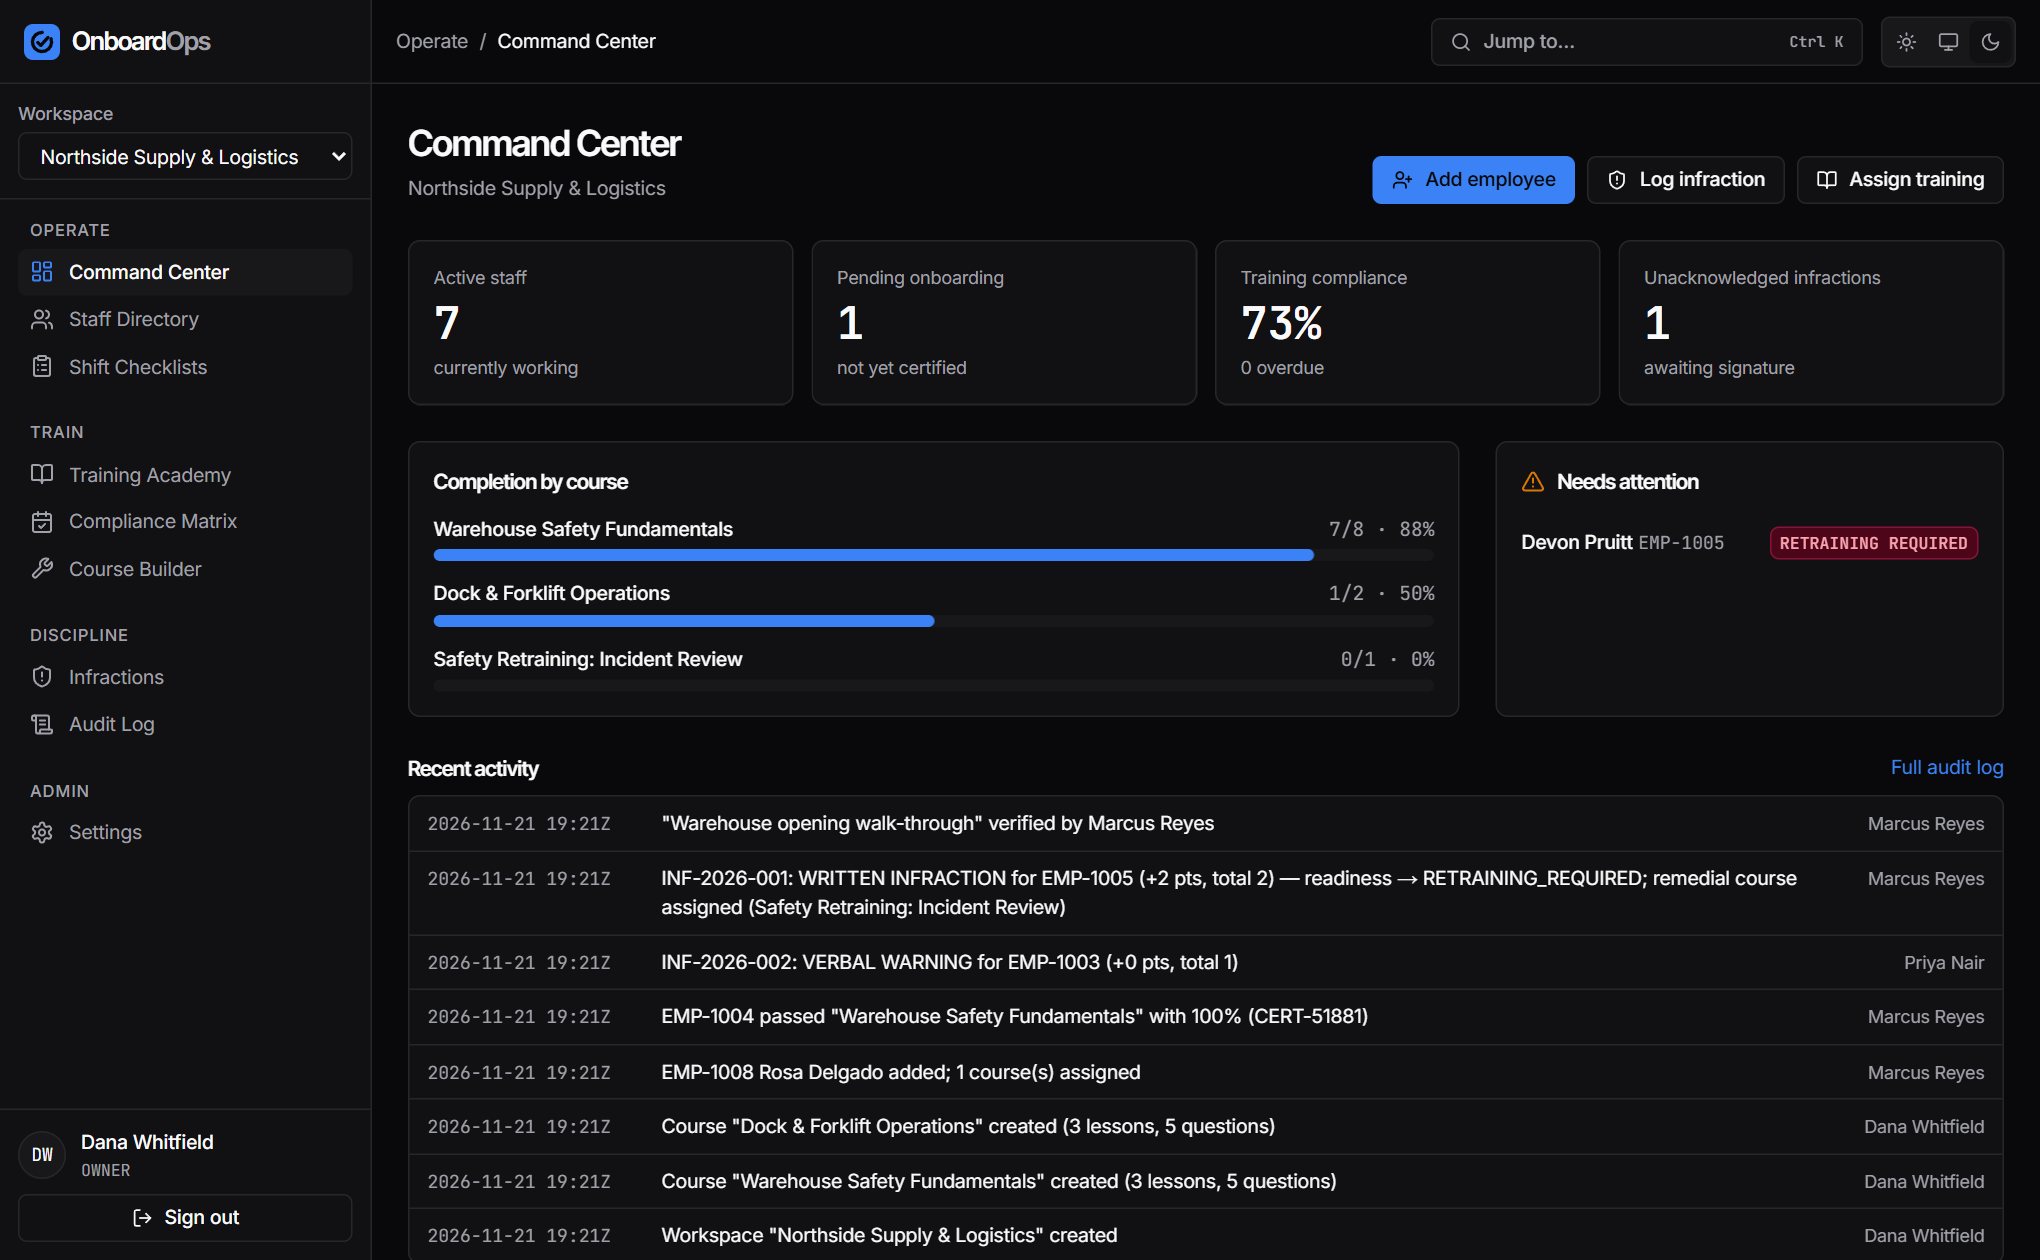 OnboardOps
Operate / Command Center
Jump to...
Ctrl K
Workspace
Northside Supply & Logistics
OPERATE
Command Center
Staff Directory
Shift Checklists
TRAIN
Training Academy
Compliance Matrix
Course Builder
DISCIPLINE
Infractions
Audit Log
ADMIN
Settings
DW
Dana Whitfield
OWNER
Sign out
Command Center
Northside Supply & Logistics
Add employee
Log infraction
Assign training
Active staff
7
currently working
Pending onboarding
1
not yet certified
Training compliance
73%
0 overdue
Unacknowledged infractions
1
awaiting signature
Completion by course
Warehouse Safety Fundamentals 7/8 · 88%
Dock & Forklift Operations 1/2 · 50%
Safety Retraining: Incident Review 0/1 · 0%
Needs attention
Devon Pruitt EMP-1005 RETRAINING REQUIRED
Recent activity
Full audit log
2026-11-21 19:21Z "Warehouse opening walk-through" verified by Marcus Reyes Marcus Reyes
2026-11-21 19:21Z INF-2026-001: WRITTEN INFRACTION for EMP-1005 (+2 pts, total 2) — readiness → RETRAINING_REQUIRED; remedial course Marcus Reyes
assigned (Safety Retraining: Incident Review)
2026-11-21 19:21Z INF-2026-002: VERBAL WARNING for EMP-1003 (+0 pts, total 1) Priya Nair
2026-11-21 19:21Z EMP-1004 passed "Warehouse Safety Fundamentals" with 100% (CERT-51881) Marcus Reyes
2026-11-21 19:21Z EMP-1008 Rosa Delgado added; 1 course(s) assigned Marcus Reyes
2026-11-21 19:21Z Course "Dock & Forklift Operations" created (3 lessons, 5 questions) Dana Whitfield
2026-11-21 19:21Z Course "Warehouse Safety Fundamentals" created (3 lessons, 5 questions) Dana Whitfield
2026-11-21 19:21Z Workspace "Northside Supply & Logistics" created Dana Whitfield